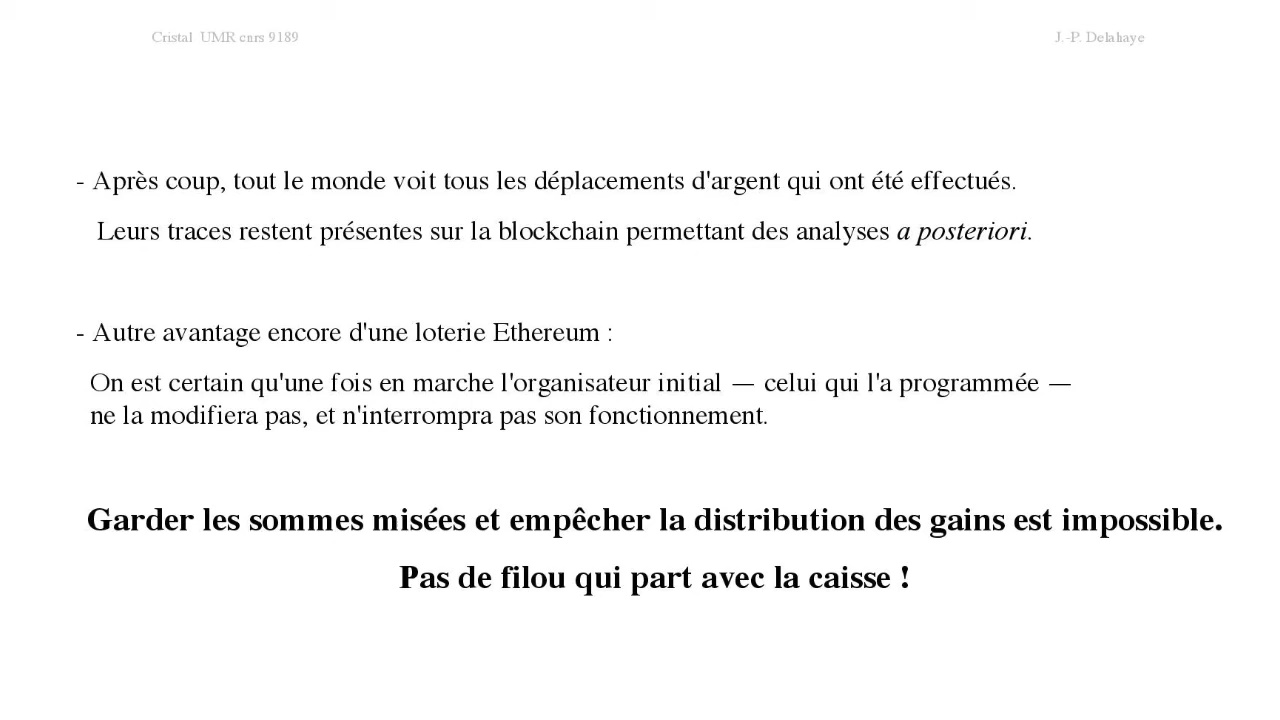 Cristal UMR cnrs 9189
J.-P. Delahaye
- Après coup, tout le monde voit tous les déplacements d'argent qui ont été effectués.
Leurs traces restent présentes sur la blockchain permettant des analyses a posteriori.
- Autre avantage encore d'une loterie Ethereum :
On est certain qu'une fois en marche l'organisateur initial — celui qui l'a programmée —
ne la modifiera pas, et n'interrompra pas son fonctionnement.
Garder les sommes misées et empêcher la distribution des gains est impossible.
Pas de filou qui part avec la caisse !